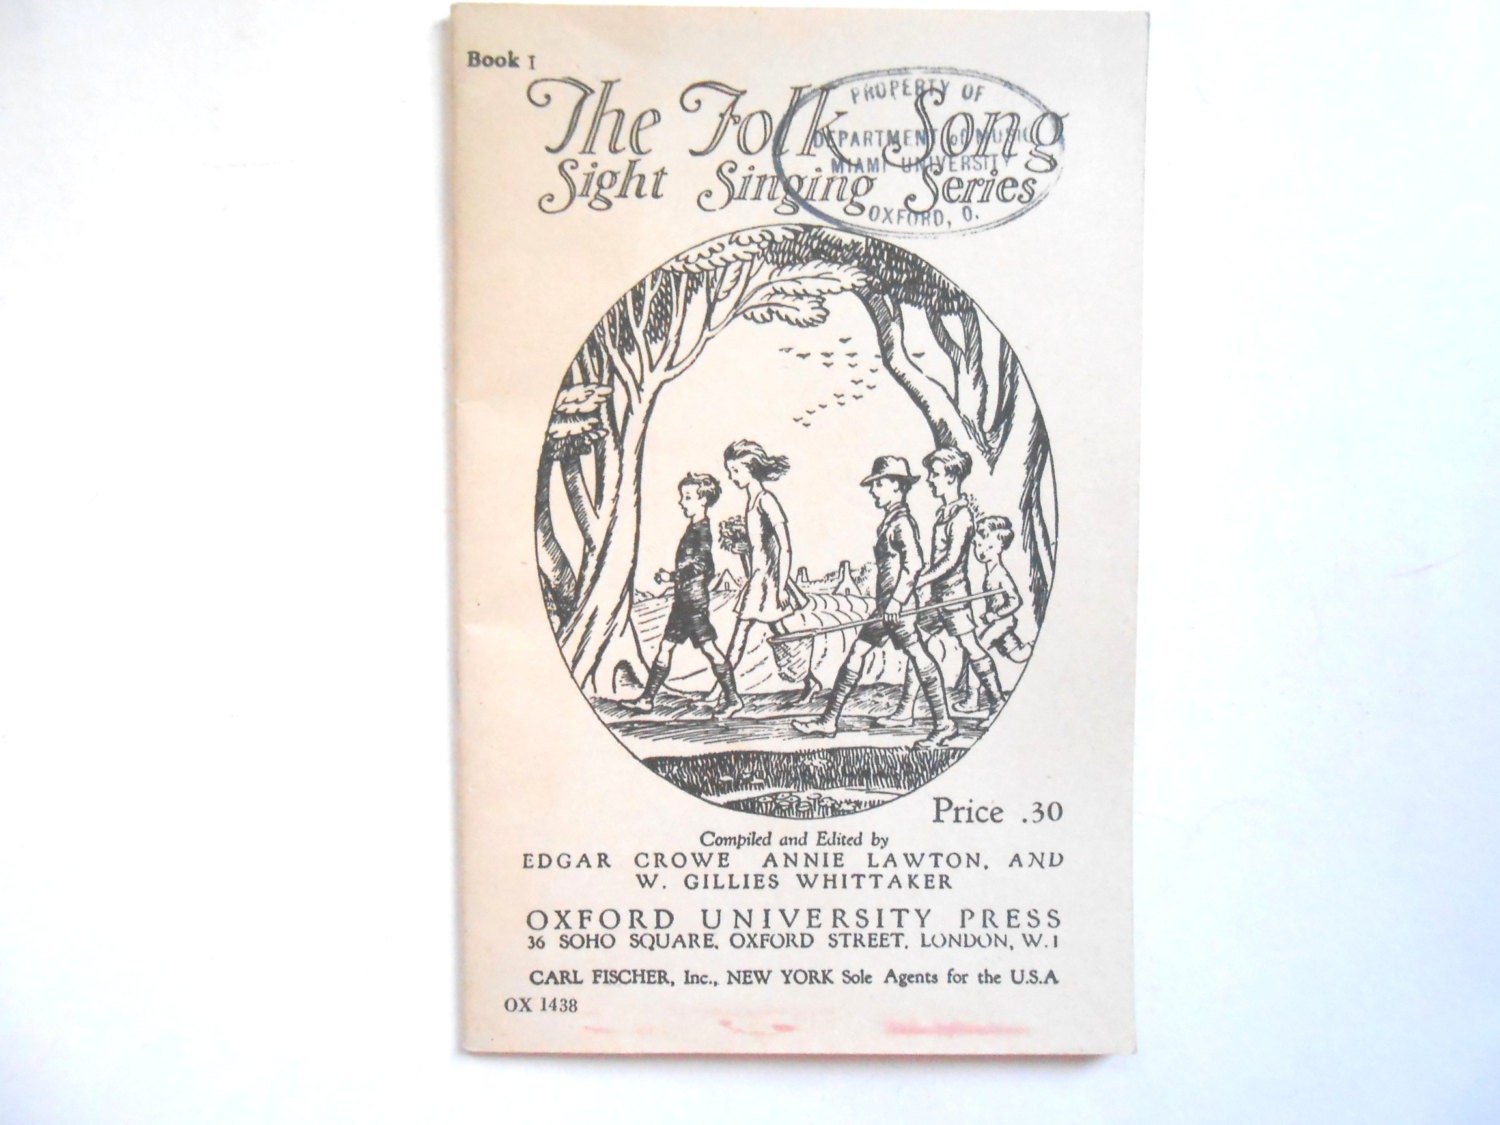 Book I
The Folk Song
Sight Singing Series
PROPERTY OF
DEPARTMENT of MUSIC
MIAMI UNIVERSITY
OXFORD, O.
Price .30
Compiled and Edited by
EDGAR CROWE ANNIE LAWTON, AND
W. GILLIES WHITTAKER
OXFORD UNIVERSITY PRESS
36 SOHO SQUARE, OXFORD STREET, LONDON, W.1
CARL FISCHER, Inc., NEW YORK Sole Agents for the U.S.A
OX 1438